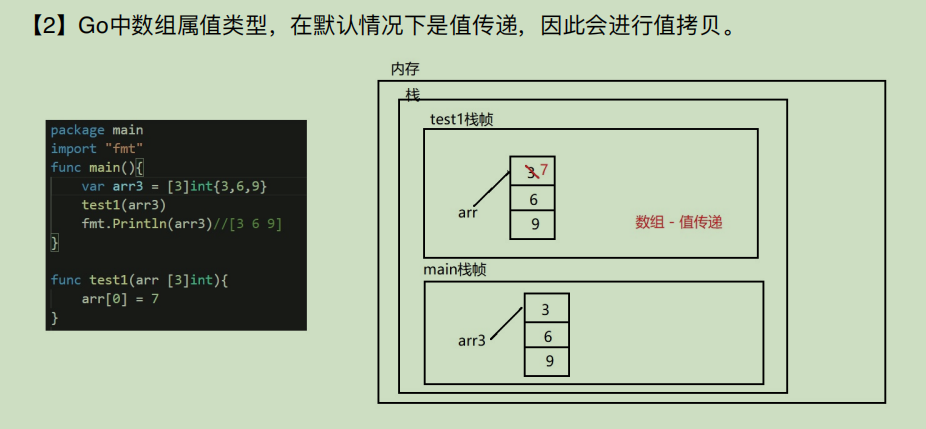 【2】Go中数组属值类型，在默认情况下是值传递，因此会进行值拷贝。
package main
import "fmt"
func main(){
    var arr3 = [3]int{3,6,9}
    test1(arr3)
    fmt.Println(arr3)//[3 6 9]
}
func test1(arr [3]int){
    arr[0] = 7
}
内存
栈
test1栈帧
3 7
6
9
arr
数组 - 值传递
main栈帧
3
6
9
arr3